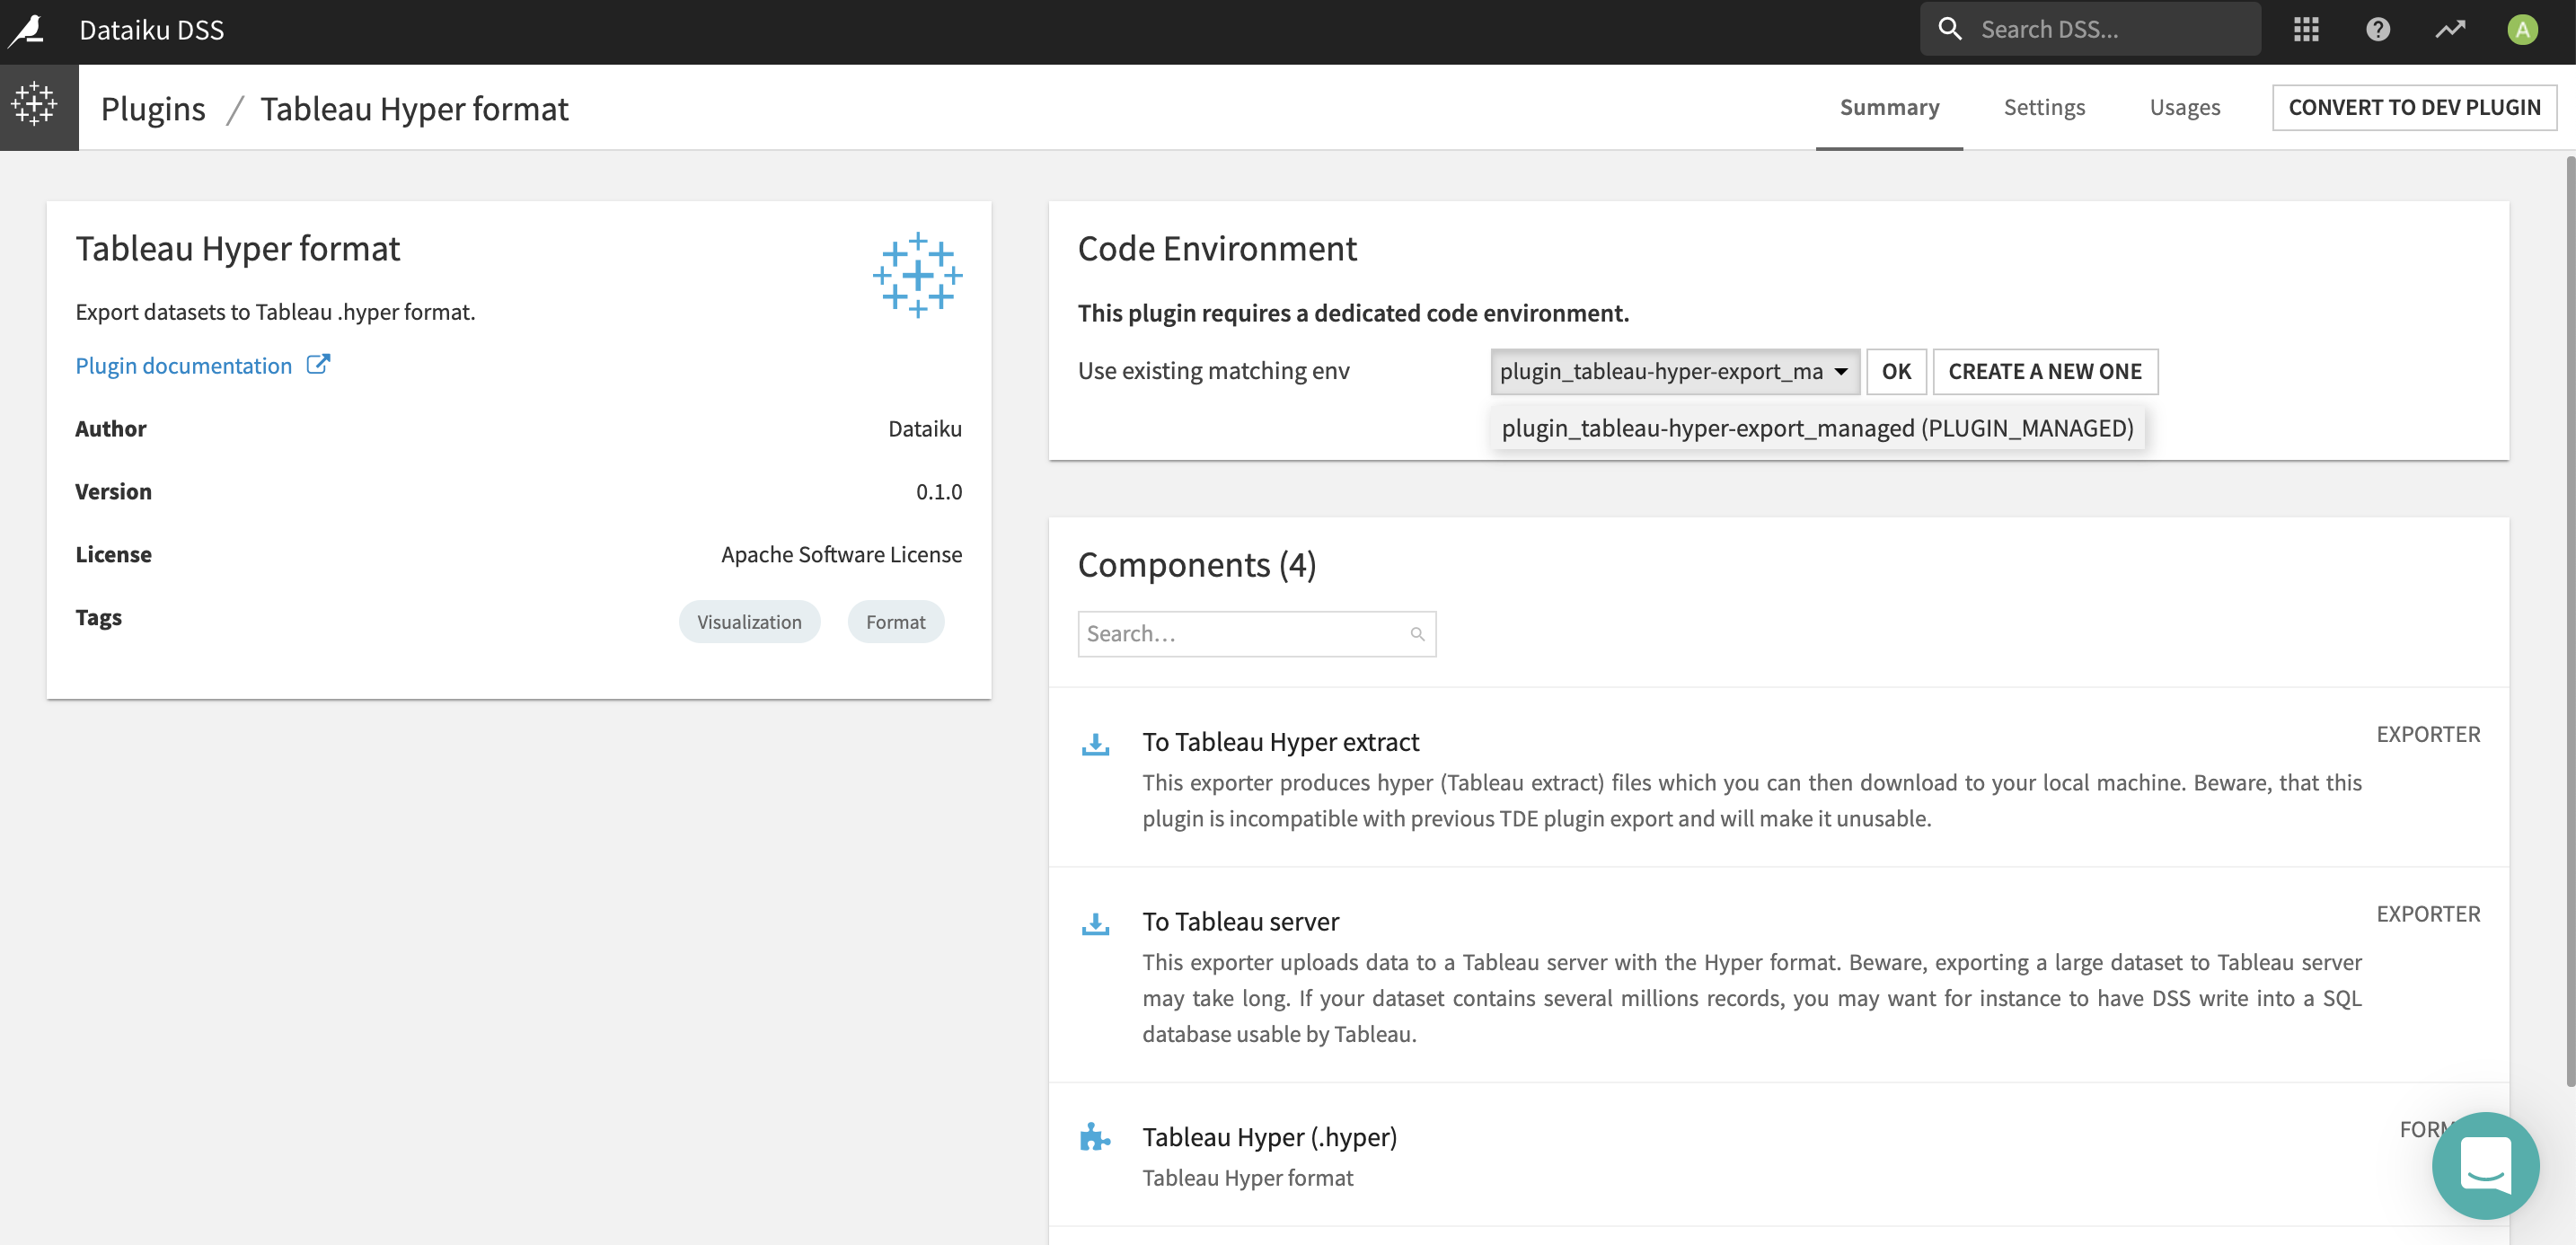 Dataiku DSS
Search DSS...
A
Plugins / Tableau Hyper format
Summary
Settings
Usages
CONVERT TO DEV PLUGIN
Tableau Hyper format
Export datasets to Tableau .hyper format.
Plugin documentation
Author
Dataiku
Version
0.1.0
License
Apache Software License
Tags
Visualization
Format
Code Environment
This plugin requires a dedicated code environment.
Use existing matching env
plugin_tableau-hyper-export_ma
OK
CREATE A NEW ONE
plugin_tableau-hyper-export_managed (PLUGIN_MANAGED)
Components (4)
Search…
To Tableau Hyper extract
EXPORTER
This exporter produces hyper (Tableau extract) files which you can then download to your local machine. Beware, that this
plugin is incompatible with previous TDE plugin export and will make it unusable.
To Tableau server
EXPORTER
This exporter uploads data to a Tableau server with the Hyper format. Beware, exporting a large dataset to Tableau server
may take long. If your dataset contains several millions records, you may want for instance to have DSS write into a SQL
database usable by Tableau.
Tableau Hyper (.hyper)
Tableau Hyper format